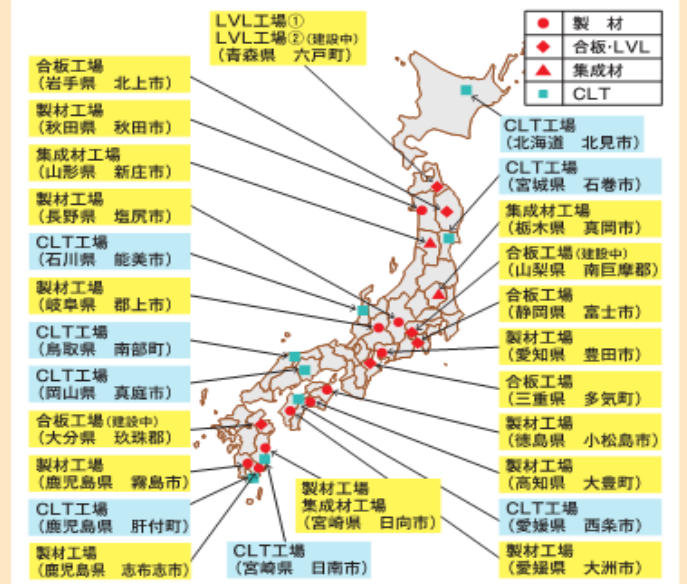 LVL工場①
LVL工場②(建設中)
(青森県 六戸町)
製材
合板・LVL
集成材
CLT
合板工場
(岩手県 北上市)
製材工場
(秋田県 秋田市)
集成材工場
(山形県 新庄市)
製材工場
(長野県 塩尻市)
CLT工場
(石川県 能美市)
製材工場
(岐阜県 郡上市)
CLT工場
(鳥取県 南部町)
CLT工場
(岡山県 真庭市)
合板工場(建設中)
(大分県 玖珠郡)
製材工場
(鹿児島県 霧島市)
CLT工場
(鹿児島県 肝付町)
製材工場
(鹿児島県 志布志市)
CLT工場
(宮崎県 日南市)
製材工場
集成材工場
(宮崎県 日向市)
CLT工場
(北海道 北見市)
CLT工場
(宮城県 石巻市)
集成材工場
(栃木県 真岡市)
合板工場(建設中)
(山梨県 南巨摩郡)
合板工場
(静岡県 富士市)
製材工場
(愛知県 豊田市)
合板工場
(三重県 多気町)
製材工場
(徳島県 小松島市)
製材工場
(高知県 大豊町)
CLT工場
(愛媛県 西条市)
製材工場
(愛媛県 大洲市)